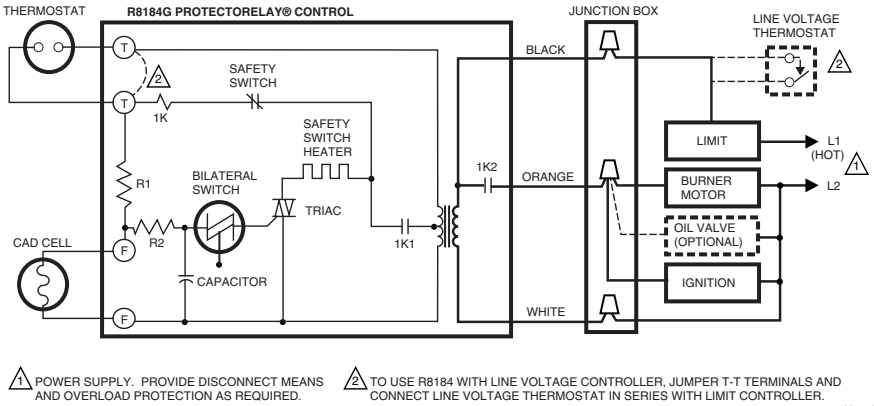 THERMOSTAT
R8184G PROTECTORELAY® CONTROL
JUNCTION BOX
LINE VOLTAGE
THERMOSTAT
BLACK
T
2
SAFETY
SWITCH
2
T
1K
SAFETY
SWITCH
HEATER
LIMIT
L1
(HOT)
1
1K2
ORANGE
R1
BILATERAL
SWITCH
TRIAC
BURNER
MOTOR
L2
R2
1K1
OIL VALVE
(OPTIONAL)
CAD CELL
F
CAPACITOR
IGNITION
F
WHITE
1 POWER SUPPLY. PROVIDE DISCONNECT MEANS
AND OVERLOAD PROTECTION AS REQUIRED.
2 TO USE R8184 WITH LINE VOLTAGE CONTROLLER, JUMPER T-T TERMINALS AND
CONNECT LINE VOLTAGE THERMOSTAT IN SERIES WITH LIMIT CONTROLLER.